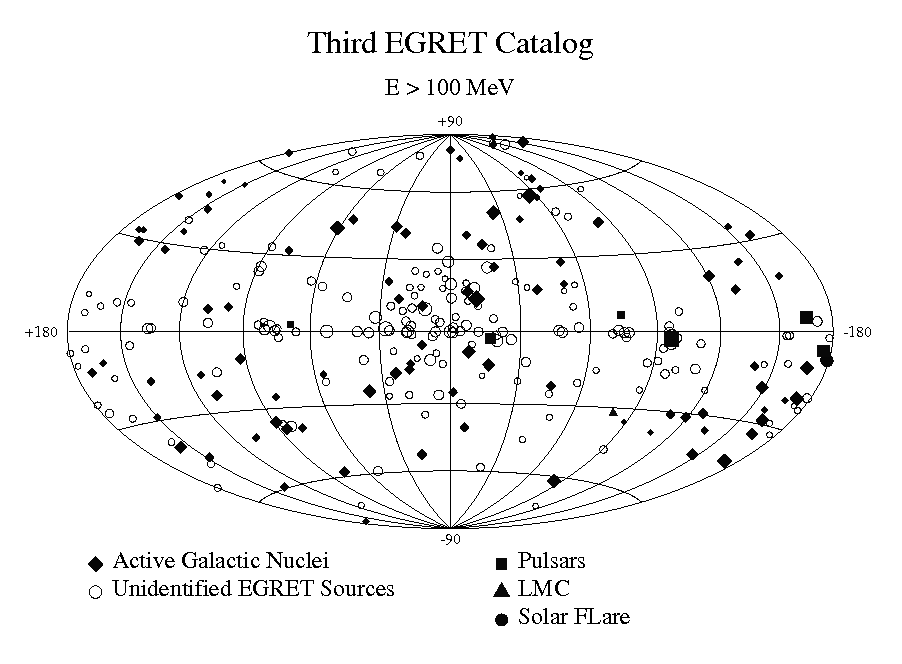 Third EGRET Catalog
E > 100 MeV
+90
+180
-180
-90
Active Galactic Nuclei
Unidentified EGRET Sources
Pulsars
LMC
Solar FLare